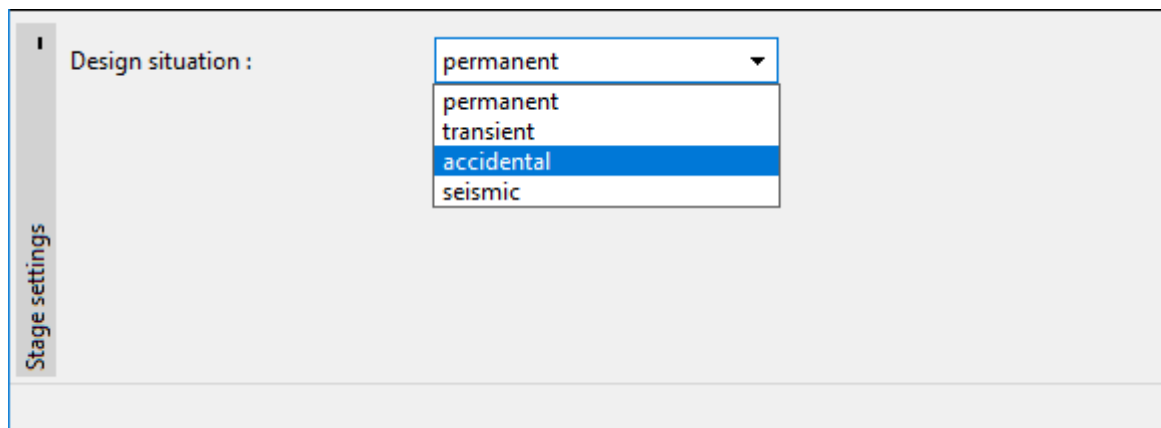 Design situation :
permanent
permanent
transient
accidental
seismic
Stage settings